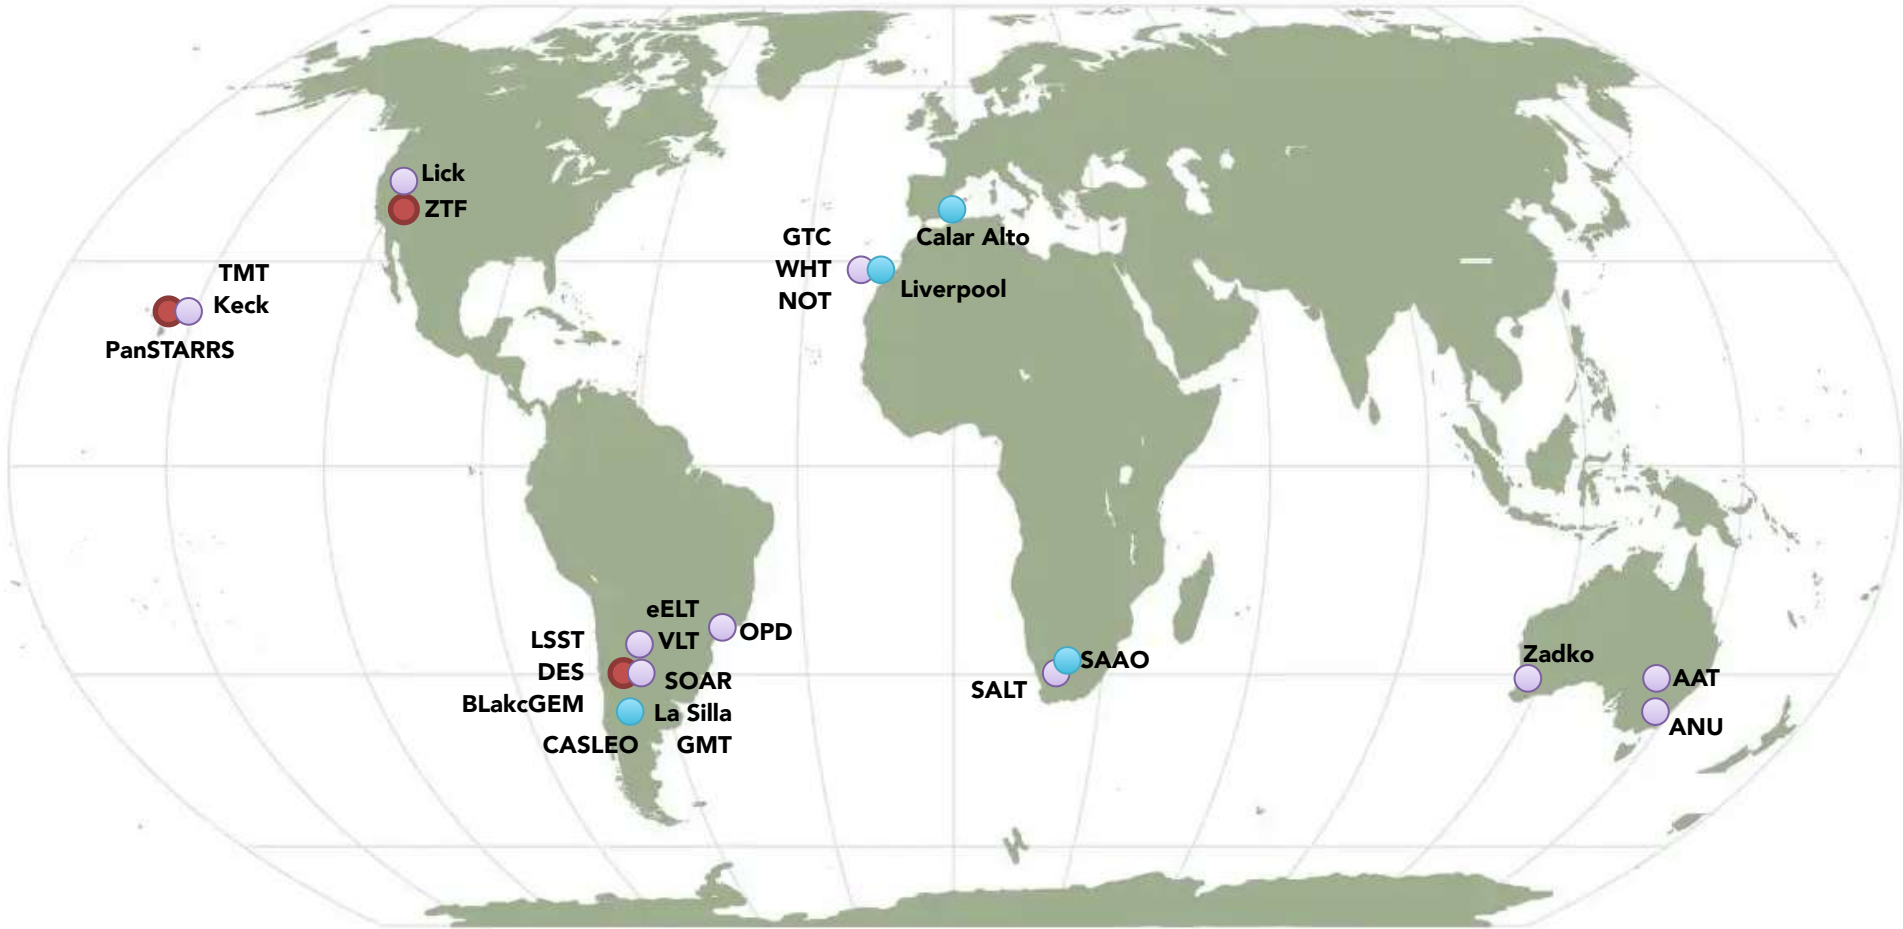 Lick
ZTF
TMT
Keck
PanSTARRS
GTC
WHT
NOT
Calar Alto
Liverpool
eELT
VLT
OPD
LSST
DES
BLakcGEM
SOAR
La Silla
CASLEO
GMT
SAAO
SALT
Zadko
AAT
ANU